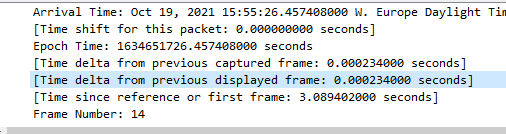 Arrival Time: Oct 19, 2021 15:55:26.457408000 W. Europe Daylight
[Time shift for this packet: 0.000000000 seconds]
Epoch Time: 1634651726.457408000 seconds
[Time delta from previous captured frame: 0.000234000 seconds]
[Time delta from previous displayed frame: 0.000234000 seconds]
[Time since reference or first frame: 3.089402000 seconds]
Frame Number: 14